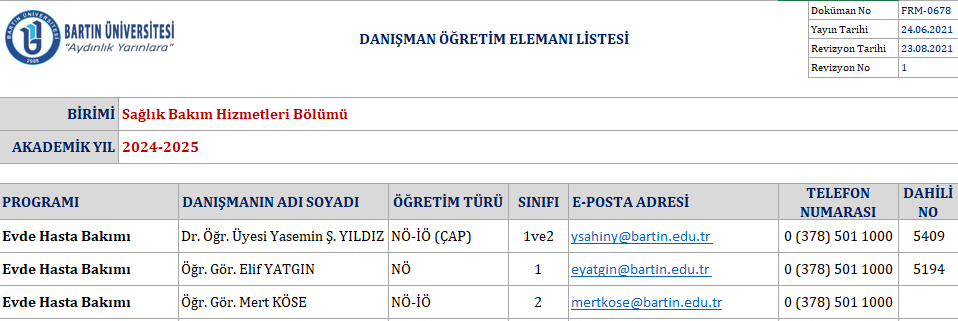 BARTIN ÜNİVERSİTESİ
"Aydınlık Yarınlara"
DANIŞMAN ÖĞRETİM ELEMANI LİSTESİ
Doküman No FRM-0678
Yayın Tarihi 24.06.2021
Revizyon Tarihi 23.08.2021
Revizyon No 1
BİRİMİ Sağlık Bakım Hizmetleri Bölümü
AKADEMİK YIL 2024-2025
PROGRAMI DANIŞMANIN ADI SOYADI ÖĞRETİM TÜRÜ SINIFI E-POSTA ADRESİ TELEFON NUMARASI DAHİLİ NO
Evde Hasta Bakımı Dr. Öğr. Üyesi Yasemin Ş. YILDIZ NÖ-İÖ (ÇAP) 1ve2 ysahiny@bartin.edu.tr 0 (378) 501 1000 5409
Evde Hasta Bakımı Öğr. Gör. Elif YATGIN NÖ 1 eyatgin@bartin.edu.tr 0 (378) 501 1000 5194
Evde Hasta Bakımı Öğr. Gör. Mert KÖSE NÖ-İÖ 2 mertkose@bartin.edu.tr 0 (378) 501 1000